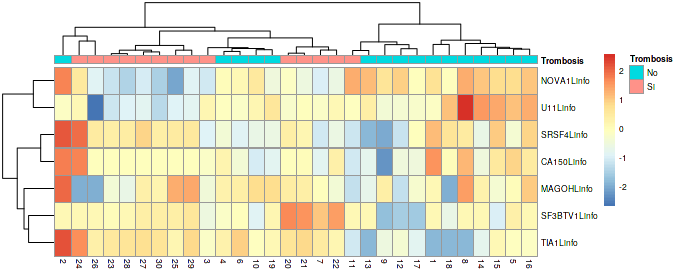 Trombosis
NOVA1Linfo
U11Linfo
SRSF4Linfo
CA150Linfo
MAGOHLinfo
SF3BTV1Linfo
TIA1Linfo
2 24 26 23 28 27 30 25 29 3 4 6 10 19 20 21 7 22 11 13 9 12 17 1 18 8 14 15 5 16
2
1
0
-1
-2
Trombosis
No
Si